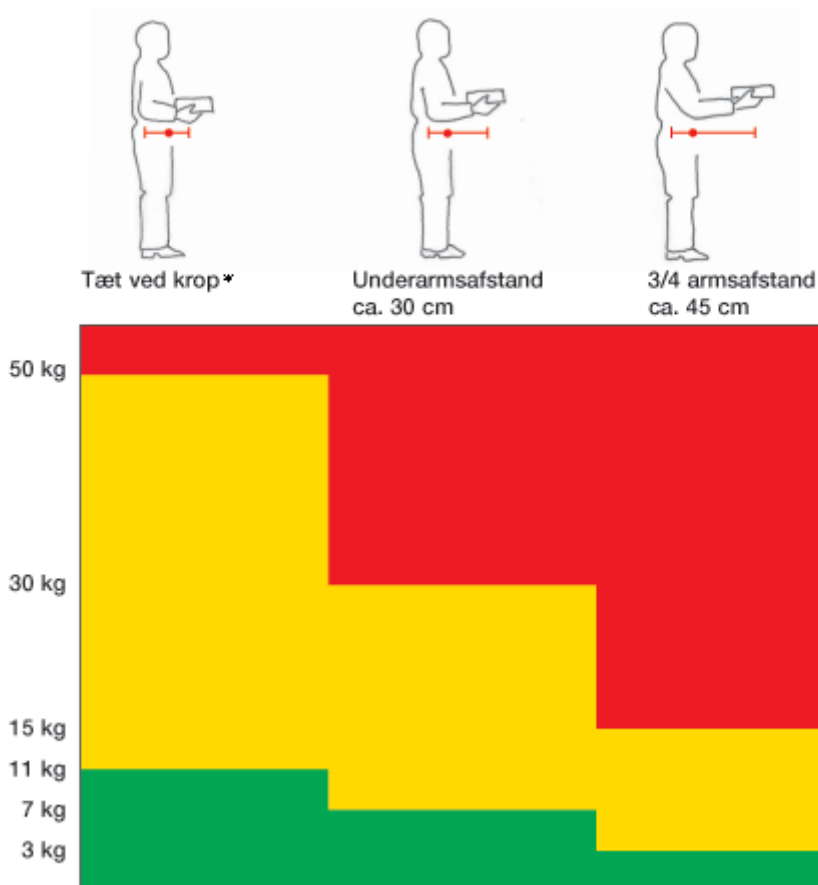 Tæt ved krop*
Underarmsafstand
ca. 30 cm
3/4 armsafstand
ca. 45 cm
50 kg
30 kg
15 kg
11 kg
7 kg
3 kg